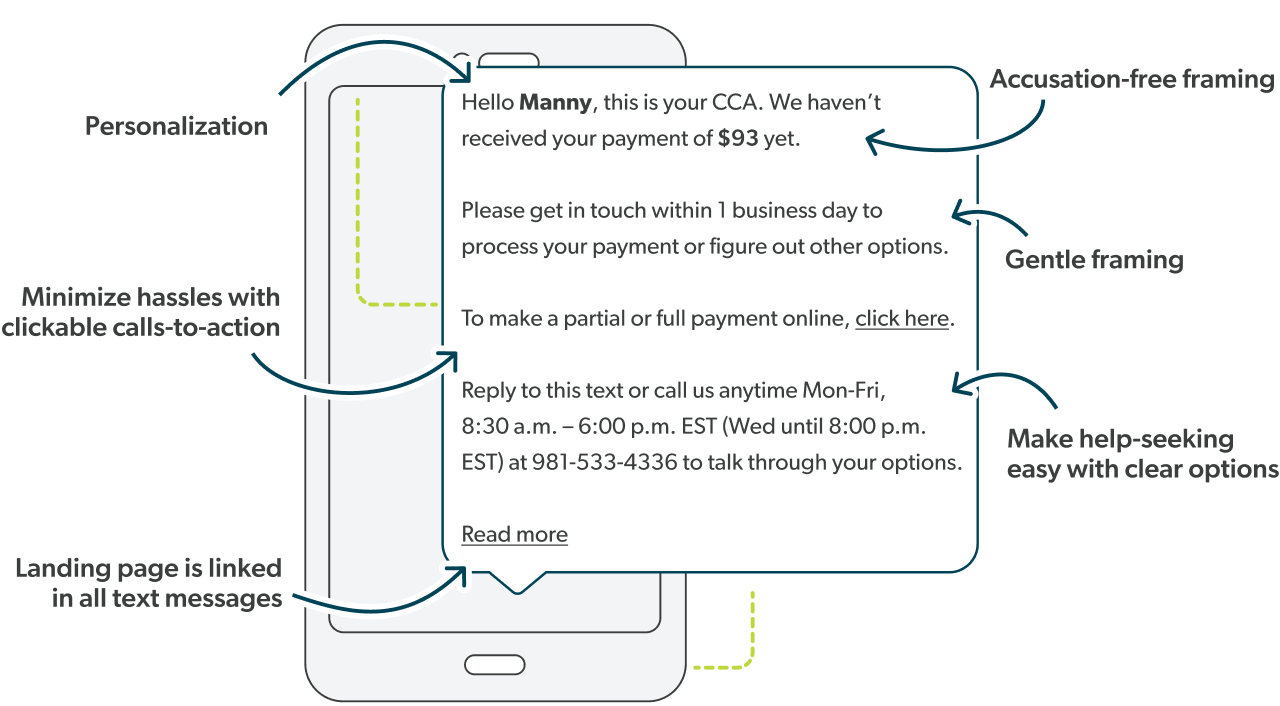 Accusation-free framing
Personalization
Hello Manny, this is your CCA. We haven’t
received your payment of $93 yet.
Please get in touch within 1 business day to
process your payment or figure out other options.
Gentle framing
Minimize hassles with
clickable calls-to-action
To make a partial or full payment online, click here.
Reply to this text or call us anytime Mon-Fri,
8:30 a.m. – 6:00 p.m. EST (Wed until 8:00 p.m.
EST) at 981-533-4336 to talk through your options.
Make help-seeking
easy with clear options
Read more
Landing page is linked
in all text messages